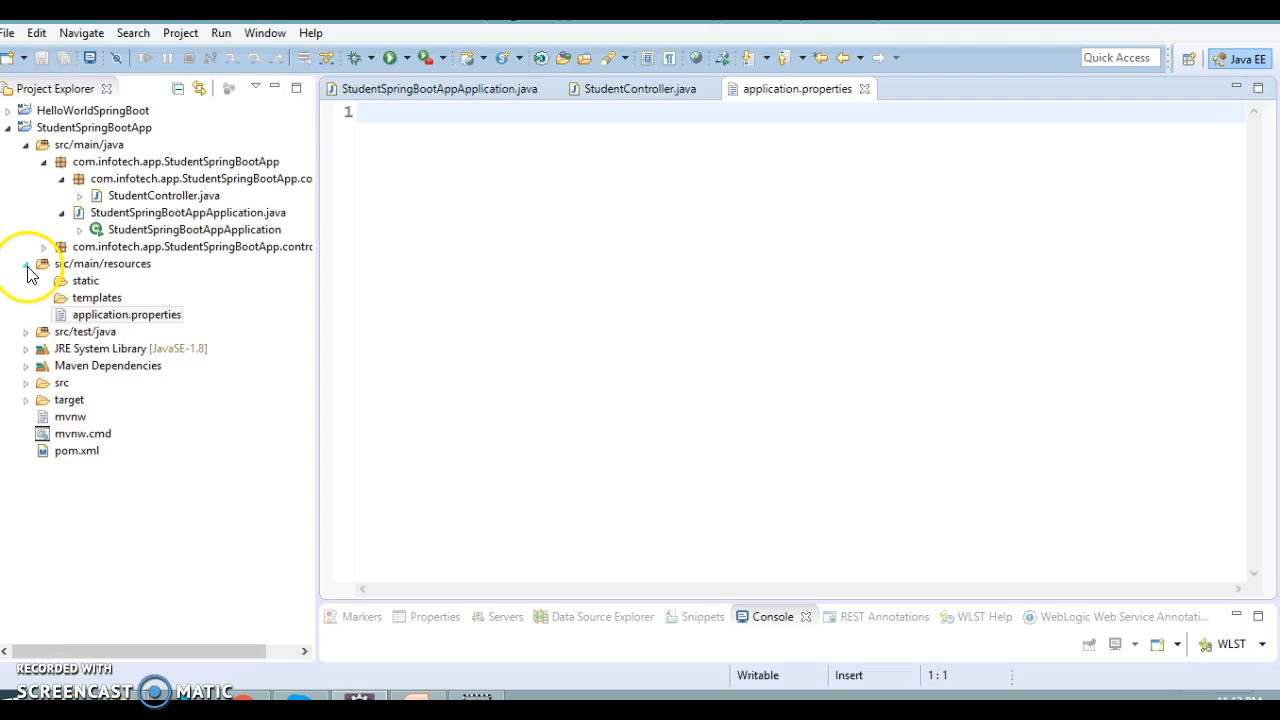 File Edit Navigate Search Project Run Window Help
Quick Access Java EE
Project Explorer
StudentSpringBootAppApplication.java StudentController.java application.properties
1
HelloWorldSpringBoot
StudentSpringBootApp
src/main/java
com.infotech.app.StudentSpringBootApp
com.infotech.app.StudentSpringBootApp.co
StudentController.java
StudentSpringBootAppApplication.java
StudentSpringBootAppApplication
com.infotech.app.StudentSpringBootApp.contro
src/main/resources
static
templates
application.properties
src/test/java
JRE System Library [JavaSE-1.8]
Maven Dependencies
src
target
mvnw
mvnw.cmd
pom.xml
Markers Properties Servers Data Source Explorer Snippets Console REST Annotations WLST Help WebLogic Web Service Annotati...
WLST
Writable Insert 1 : 1
RECORDED WITH
SCREENCAST MATIC